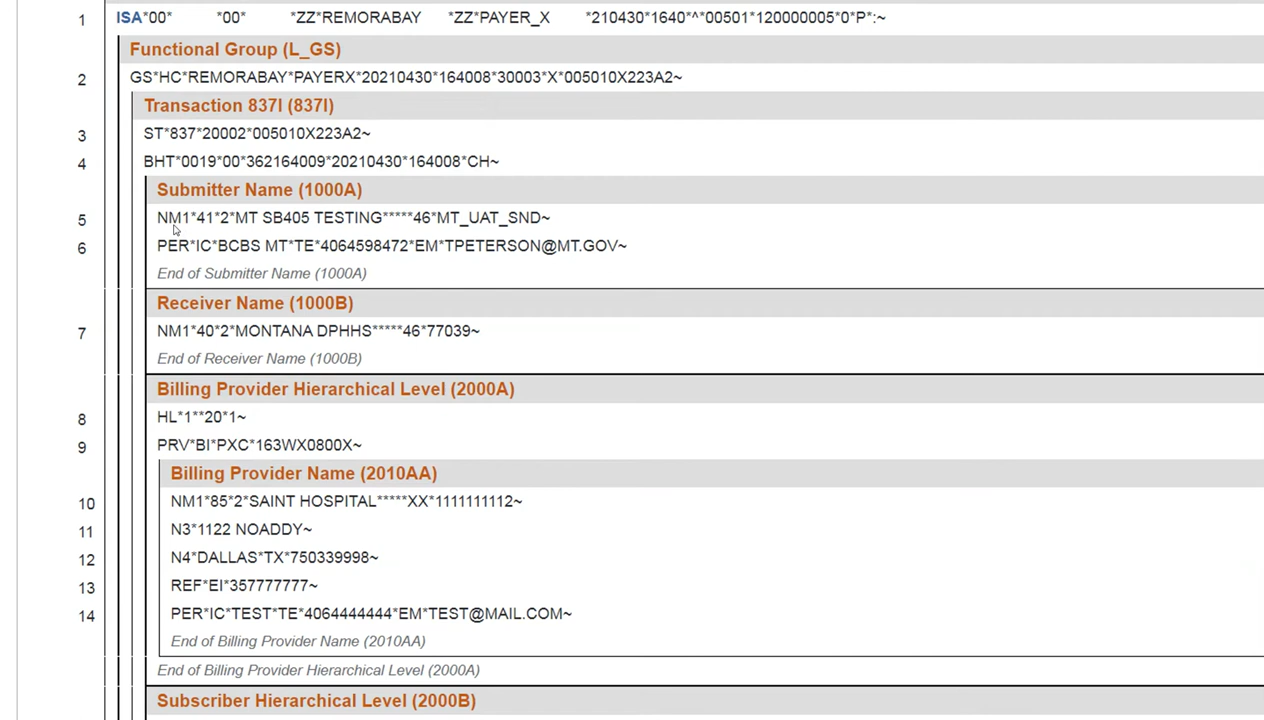 1 ISA*00* *00* *ZZ*REMORABAY *ZZ*PAYER_X *210430*1640*^*00501*120000005*0*P*:~
Functional Group (L_GS)
2 GS*HC*REMORABAY*PAYERX*20210430*164008*30003*X*005010X223A2~
Transaction 837I (837I)
3 ST*837*20002*005010X223A2~
4 BHT*0019*00*362164009*20210430*164008*CH~
Submitter Name (1000A)
5 NM1*41*2*MT SB405 TESTING*****46*MT_UAT_SND~
6 PER*IC*BCBS MT*TE*4064598472*EM*TPETERSON@MT.GOV~
End of Submitter Name (1000A)
Receiver Name (1000B)
7 NM1*40*2*MONTANA DPHHS*****46*77039~
End of Receiver Name (1000B)
Billing Provider Hierarchical Level (2000A)
8 HL*1**20*1~
9 PRV*BI*PXC*163WX0800X~
Billing Provider Name (2010AA)
10 NM1*85*2*SAINT HOSPITAL*****XX*1111111112~
11 N3*1122 NOADDY~
12 N4*DALLAS*TX*750339998~
13 REF*EI*357777777~
14 PER*IC*TEST*TE*4064444444*EM*TEST@MAIL.COM~
End of Billing Provider Name (2010AA)
End of Billing Provider Hierarchical Level (2000A)
Subscriber Hierarchical Level (2000B)